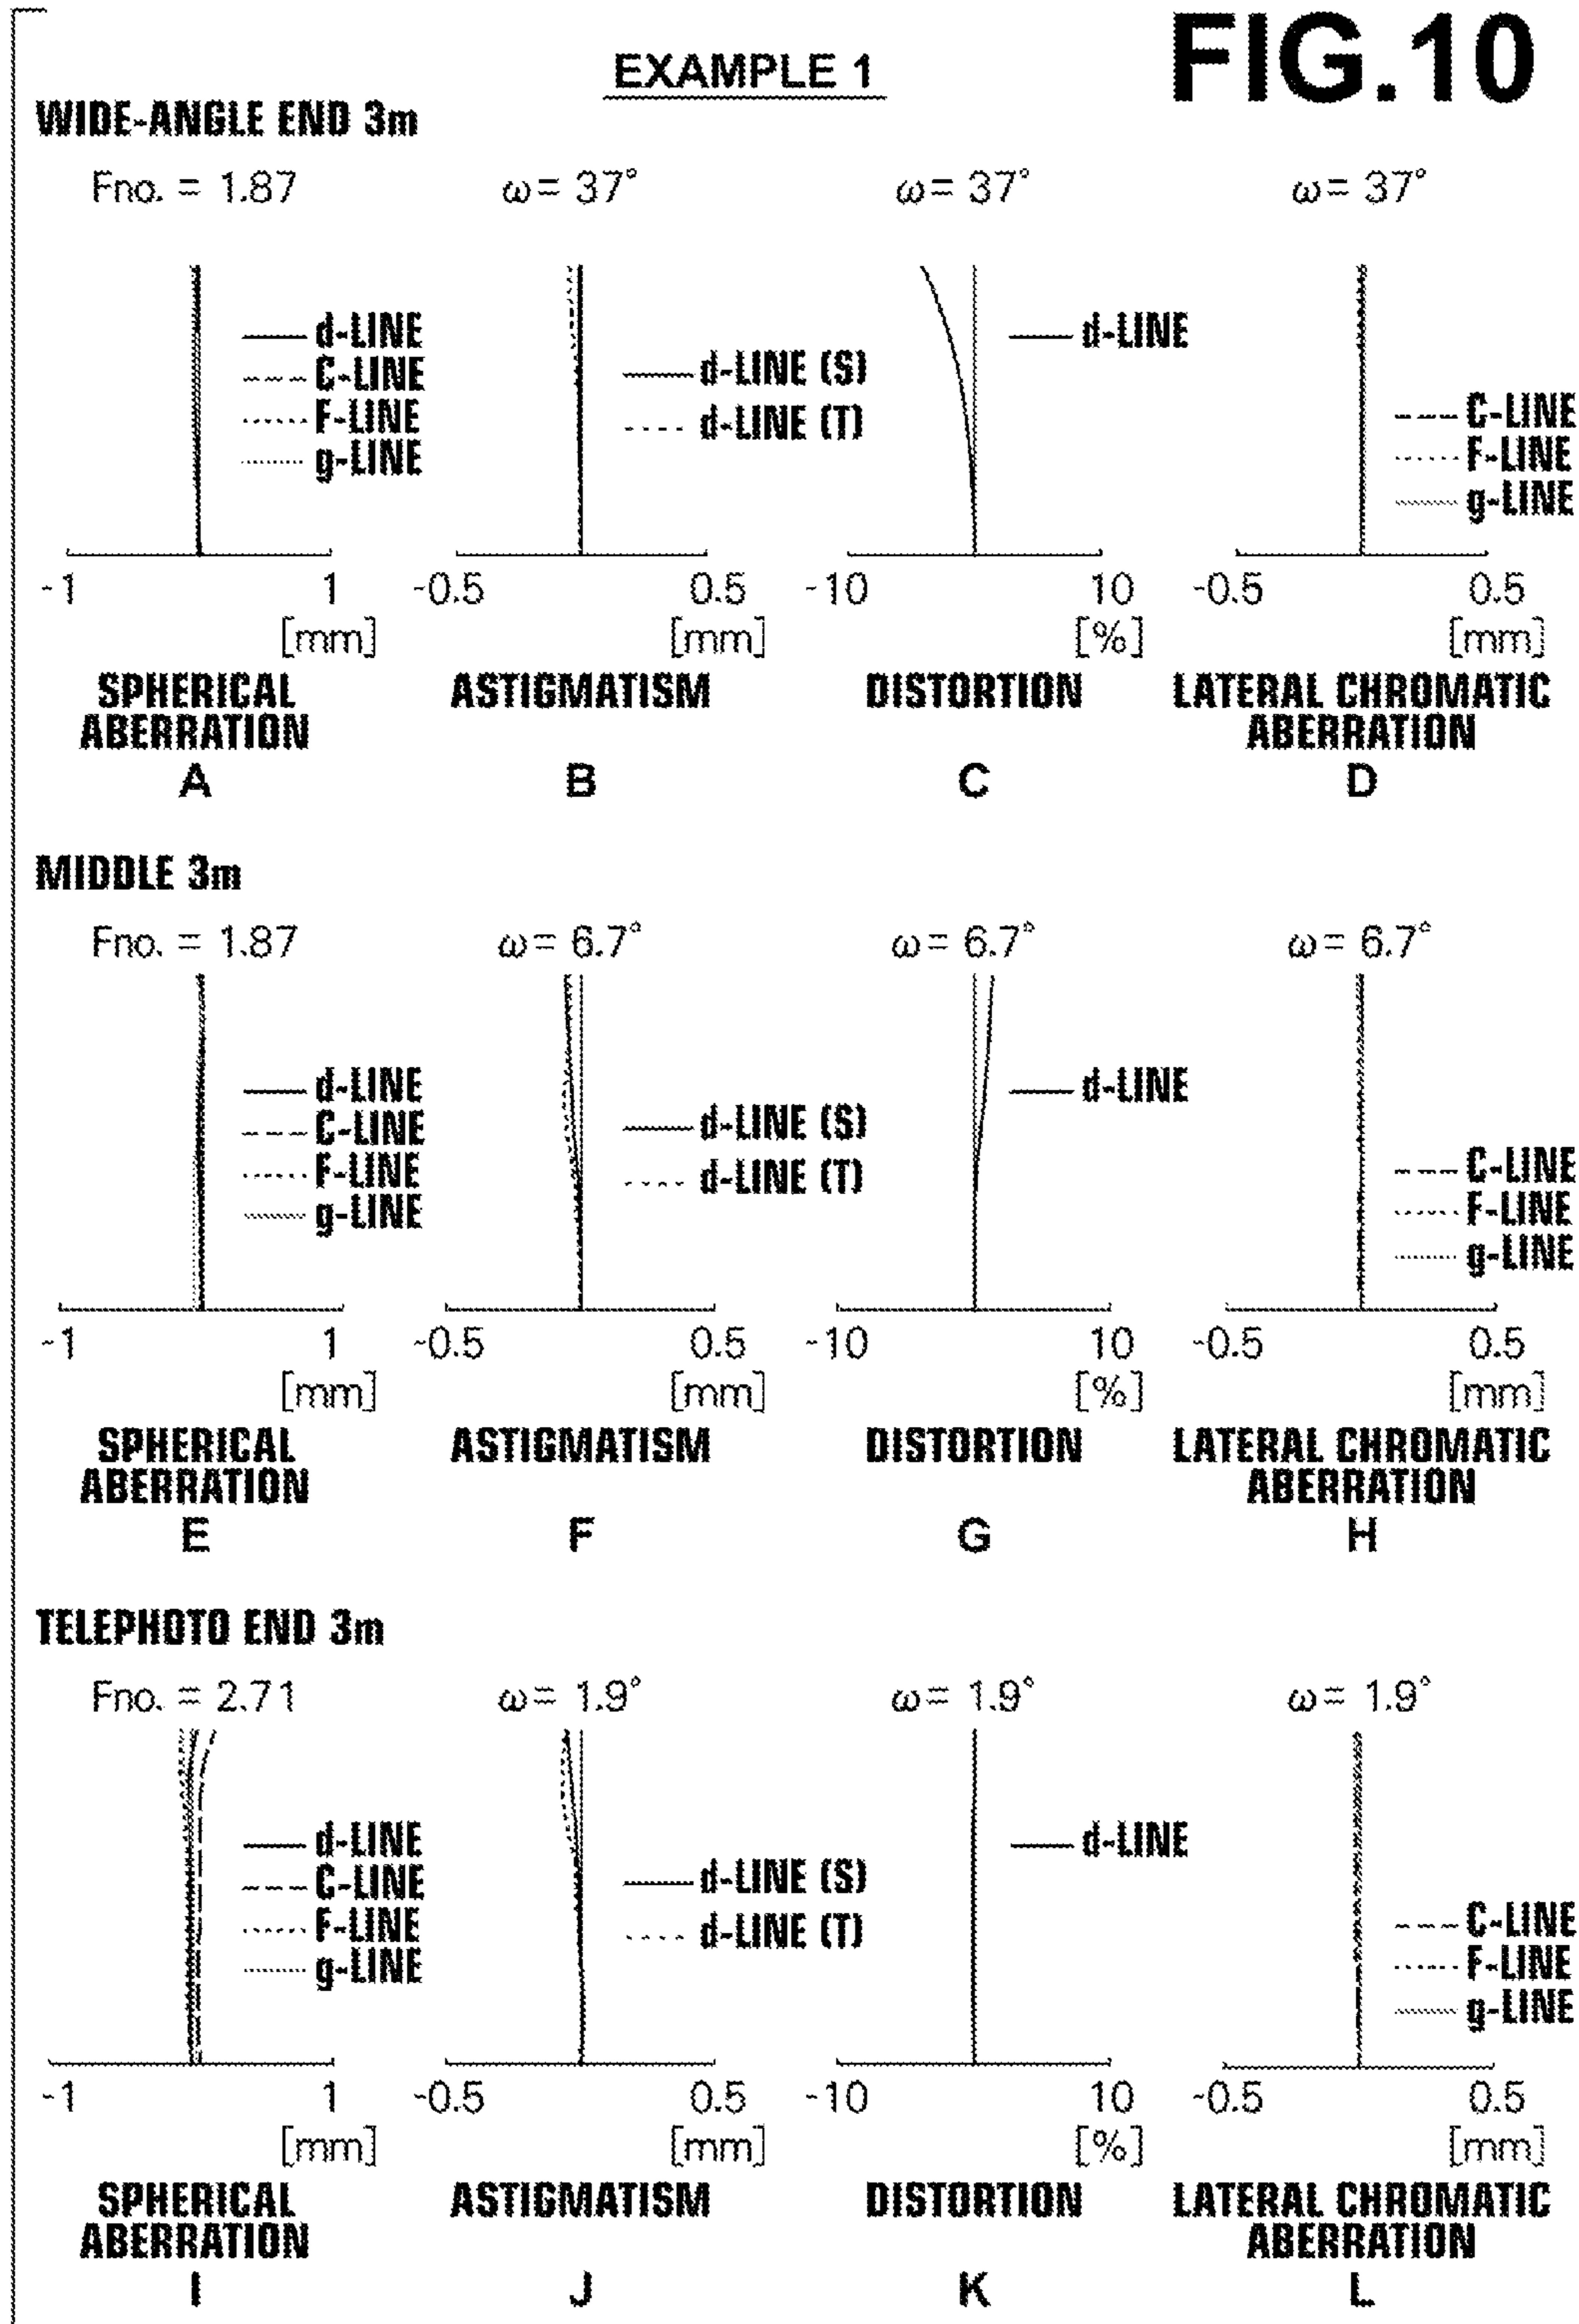 FIG.10
EXAMPLE 1
WIDE-ANGLE END 3m
Fno. = 1.87
ω= 37°
ω= 37°
ω= 37°
d-LINE
C-LINE
F-LINE
g-LINE
d-LINE (S)
d-LINE (T)
d-LINE
C-LINE
F-LINE
g-LINE
-1 1
[mm]
-0.5 0.5
[mm]
-10 10
[%]
-0.5 0.5
[mm]
SPHERICAL
ABERRATION
ASTIGMATISM
DISTORTION
LATERAL CHROMATIC
ABERRATION
A
B
C
D
MIDDLE 3m
Fno. = 1.87
ω= 6.7°
ω= 6.7°
ω= 6.7°
d-LINE
C-LINE
F-LINE
g-LINE
d-LINE (S)
d-LINE (T)
d-LINE
C-LINE
F-LINE
g-LINE
-1 1
[mm]
-0.5 0.5
[mm]
-10 10
[%]
-0.5 0.5
[mm]
SPHERICAL
ABERRATION
ASTIGMATISM
DISTORTION
LATERAL CHROMATIC
ABERRATION
E
F
G
H
TELEPHOTO END 3m
Fno. = 2.71
ω= 1.9°
ω= 1.9°
ω= 1.9°
d-LINE
C-LINE
F-LINE
g-LINE
d-LINE (S)
d-LINE (T)
d-LINE
C-LINE
F-LINE
g-LINE
-1 1
[mm]
-0.5 0.5
[mm]
-10 10
[%]
-0.5 0.5
[mm]
SPHERICAL
ABERRATION
ASTIGMATISM
DISTORTION
LATERAL CHROMATIC
ABERRATION
I
J
K
L